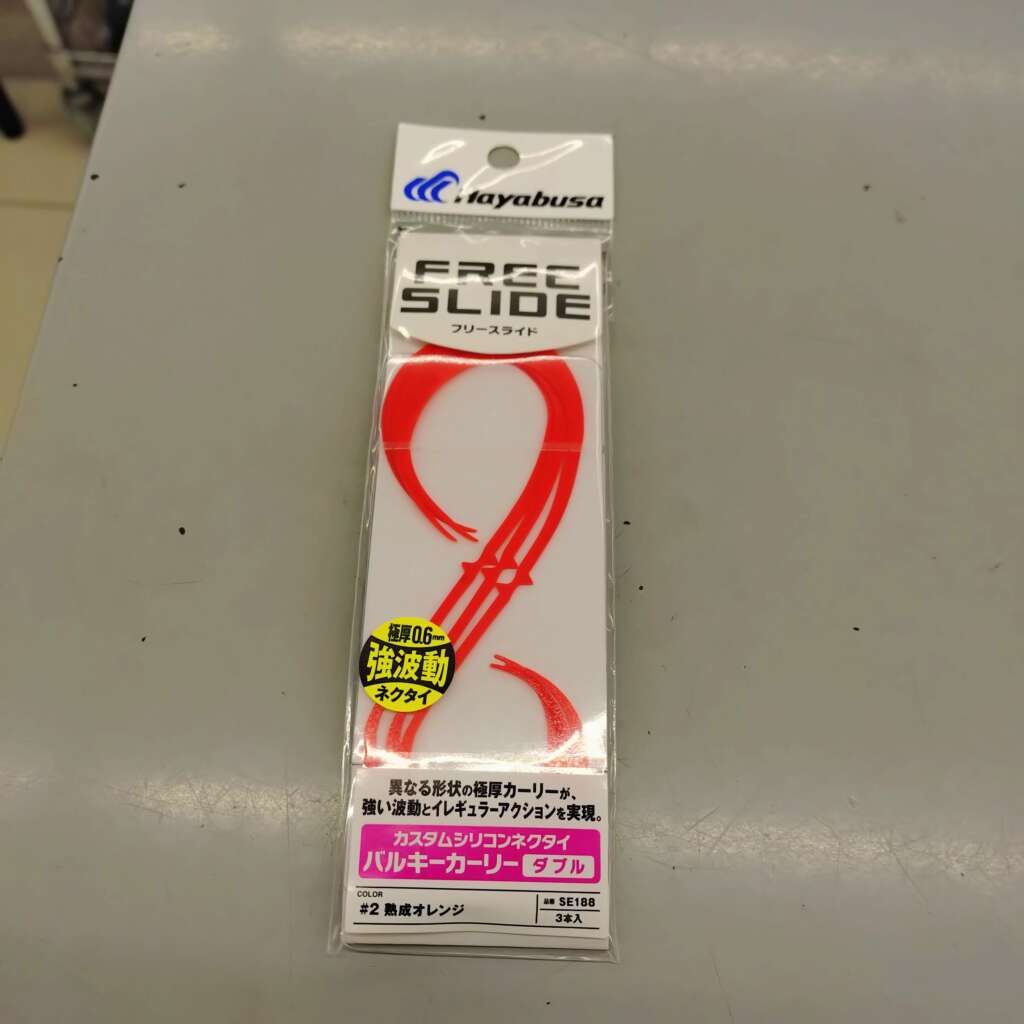 Hayabusa
FREE
SLIDE
フリースライド
極厚0.6mm
強波動
ネクタイ
異なる形状の極厚カーリーが、
強い波動とイレギュラーアクションを実現。
カスタムシリコンネクタイ
バルキーカーリー ダブル
COLOR
#2 熟成オレンジ
品番 SE188
3本入